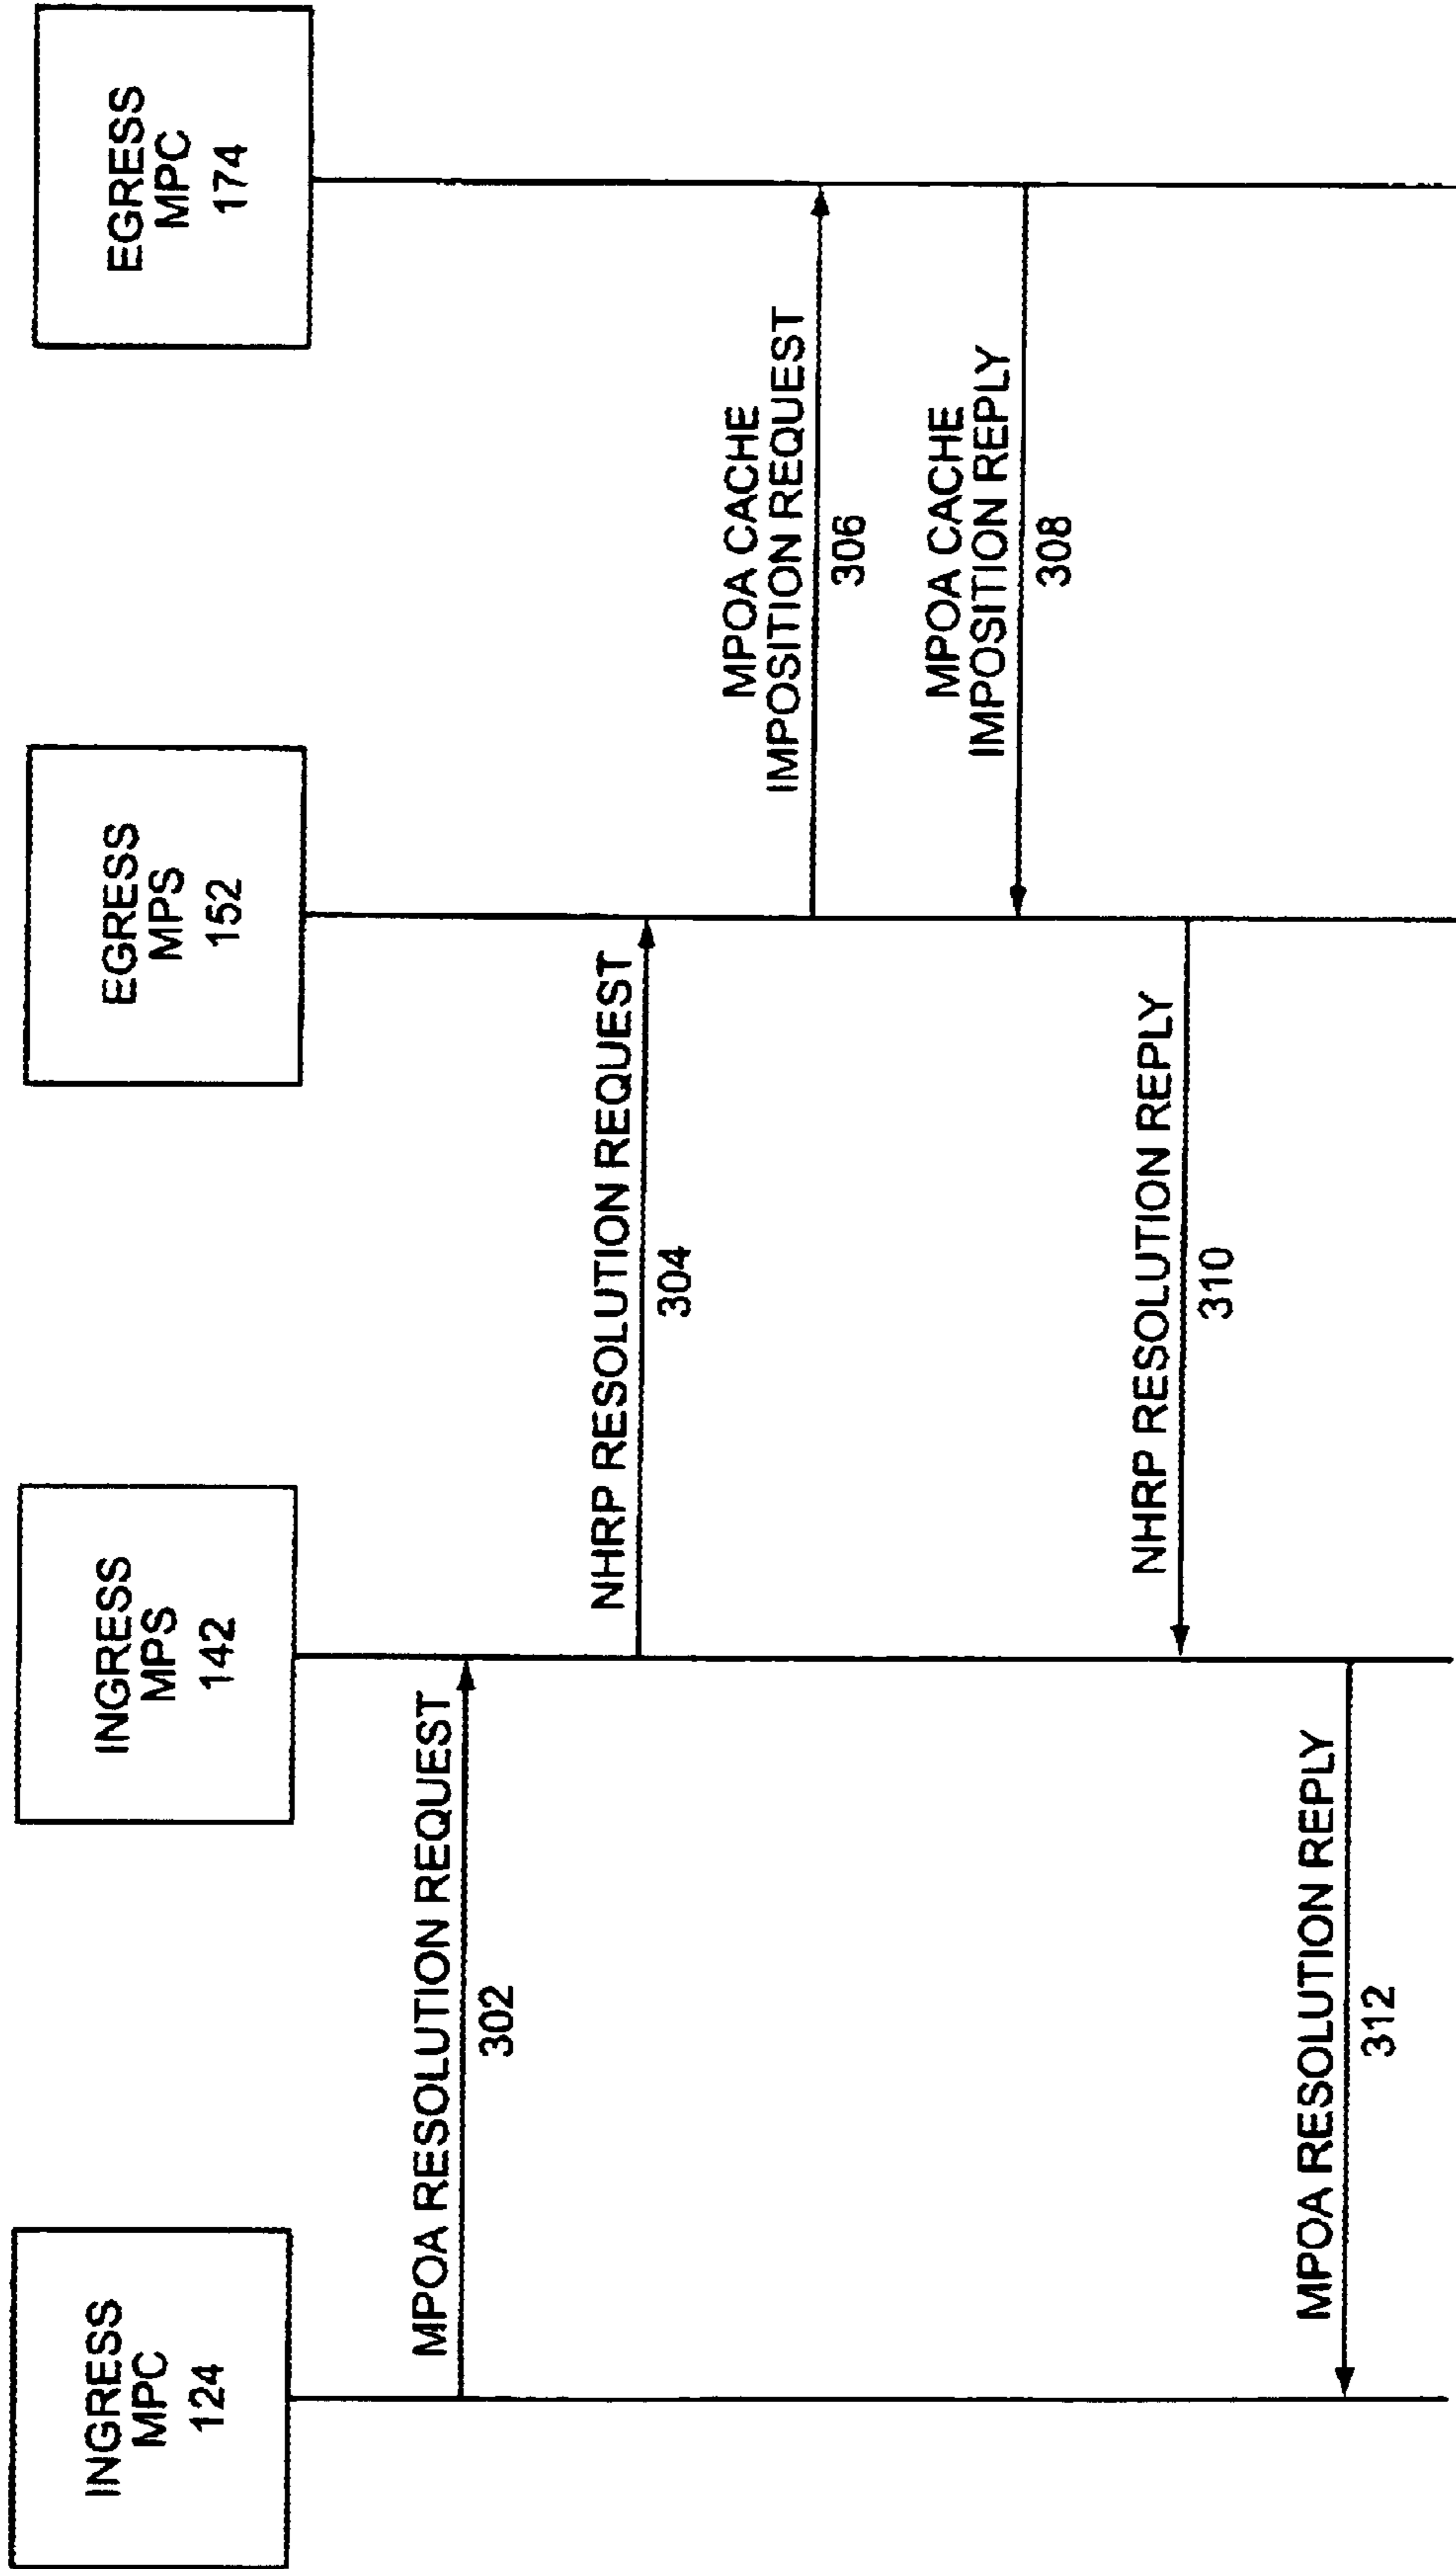 INGRESS
MPC
124
INGRESS
MPS
142
EGRESS
MPS
152
EGRESS
MPC
174
MPOA RESOLUTION REQUEST
302
NHRP RESOLUTION REQUEST
304
MPOA CACHE
IMPOSITION REQUEST
306
MPOA CACHE
IMPOSITION REPLY
308
NHRP RESOLUTION REPLY
310
MPOA RESOLUTION REPLY
312